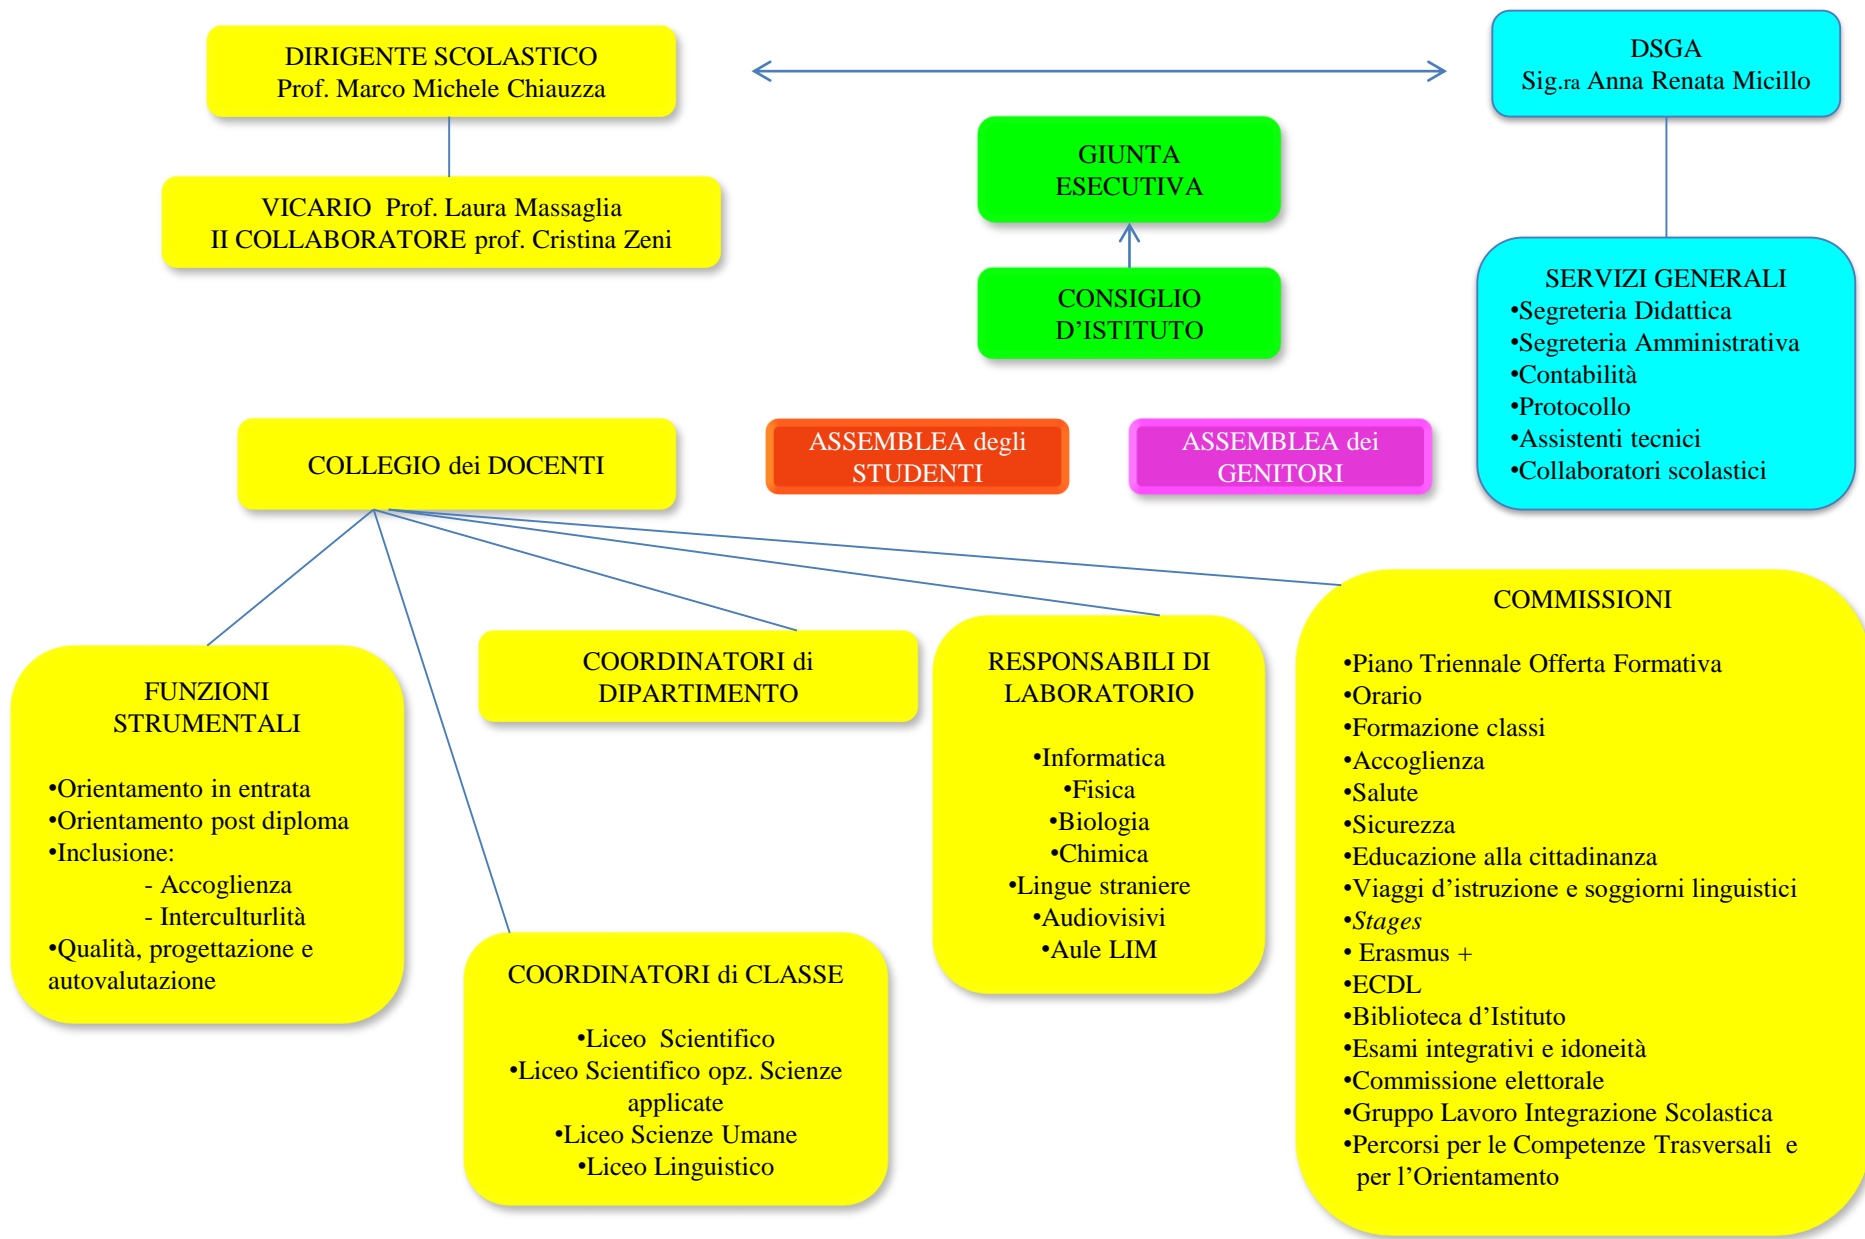 DIRIGENTE SCOLASTICO
Prof. Marco Michele Chiauzza
DSGA
Sig.ra Anna Renata Micillo
GIUNTA
ESECUTIVA
VICARIO  Prof. Laura Massaglia
II COLLABORATORE prof. Cristina Zeni
CONSIGLIO
D’ISTITUTO
SERVIZI GENERALI
•Segreteria Didattica
•Segreteria Amministrativa
•Contabilità
•Protocollo
•Assistenti tecnici
•Collaboratori scolastici
COLLEGIO dei DOCENTI
ASSEMBLEA degli
STUDENTI
ASSEMBLEA dei
GENITORI
FUNZIONI
STRUMENTALI
•Orientamento in entrata
•Orientamento post diploma
•Inclusione:
- Accoglienza
- Interculturlità
•Qualità, progettazione e
autovalutazione
COORDINATORI di
DIPARTIMENTO
COORDINATORI di CLASSE
•Liceo  Scientifico
•Liceo Scientifico opz. Scienze
applicate
•Liceo Scienze Umane
•Liceo Linguistico
RESPONSABILI DI
LABORATORIO
•Informatica
•Fisica
•Biologia
•Chimica
•Lingue straniere
•Audiovisivi
•Aule LIM
COMMISSIONI
•Piano Triennale Offerta Formativa
•Orario
•Formazione classi
•Accoglienza
•Salute
•Sicurezza
•Educazione alla cittadinanza
•Viaggi d’istruzione e soggiorni linguistici
•Stages
• Erasmus +
•ECDL
•Biblioteca d’Istituto
•Esami integrativi e idoneità
•Commissione elettorale
•Gruppo Lavoro Integrazione Scolastica
•Percorsi per le Competenze Trasversali  e
per l’Orientamento